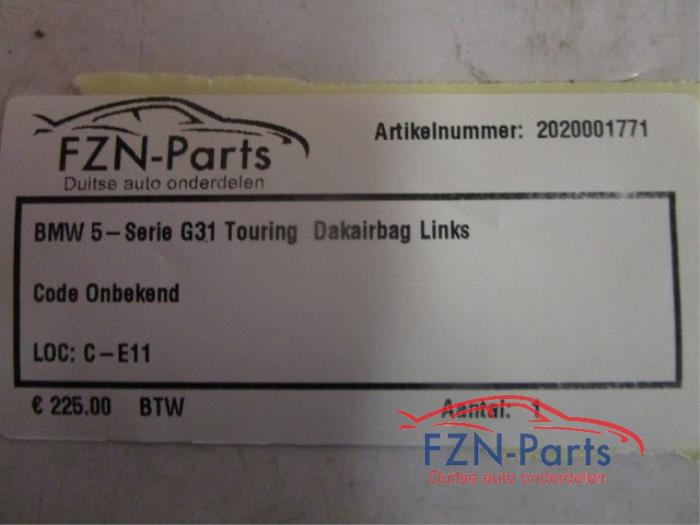 FZN-Parts
Duitse auto onderdelen
Artikelnummer: 2020001771
BMW 5-Serie G31 Touring Dakairbag Links
Code Onbekend
LOC: C-E11
€ 225.00 BTW
Aantal: 1
FZN-Parts
Duitse auto onderdelen